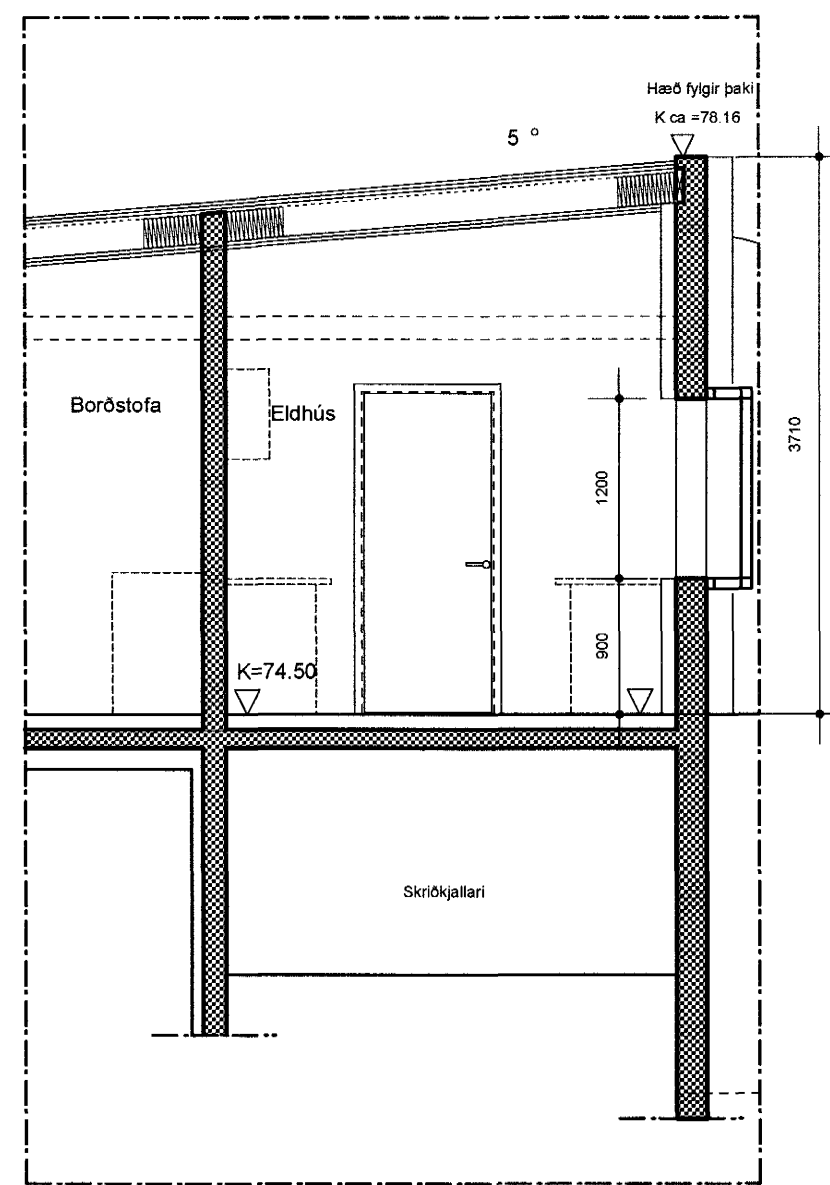 Hæð fylgir þaki
K ca =78.16
5 °
Borðstofa
Eldhús
1200
3710
900
K=74.50
Skriðkjallari